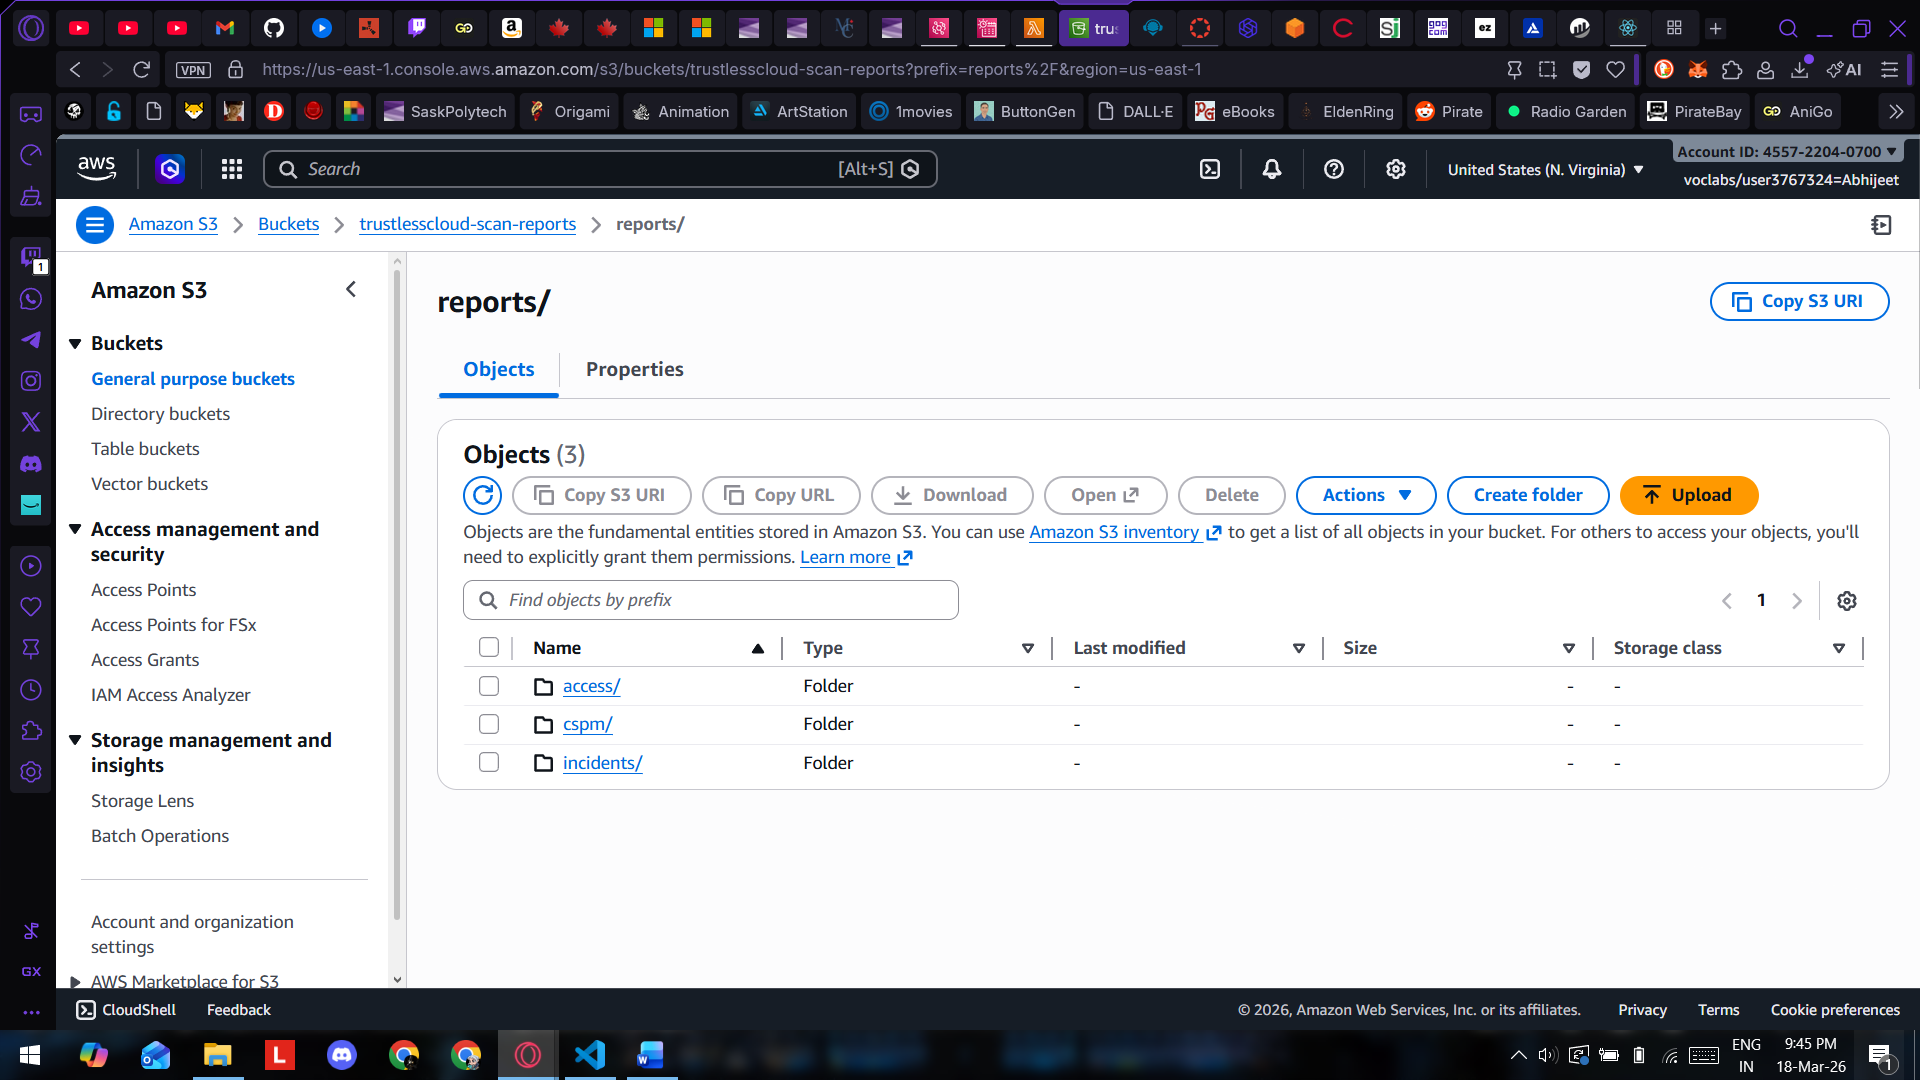 trus
VPN
https://us-east-1.console.aws.amazon.com/s3/buckets/trustlesscloud-scan-reports?prefix=reports%2F&region=us-east-1
AI
SaskPolytech
Origami
Animation
ArtStation
1movies
ButtonGen
DALL·E
eBooks
EldenRing
Pirate
Radio Garden
PirateBay
AniGo
aws
Search
[Alt+S]
United States (N. Virginia)
Account ID: 4557-2204-0700
voclabs/user3767324=Abhijeet
Amazon S3
Buckets
trustlesscloud-scan-reports
reports/
1
Amazon S3
Buckets
General purpose buckets
Directory buckets
Table buckets
Vector buckets
Access management and
security
Access Points
Access Points for FSx
Access Grants
IAM Access Analyzer
Storage management and
insights
Storage Lens
Batch Operations
Account and organization
settings
AWS Marketplace for S3
reports/
Copy S3 URI
Objects
Properties
Objects (3)
Copy S3 URI
Copy URL
Download
Open
Delete
Actions
Create folder
Upload
Objects are the fundamental entities stored in Amazon S3. You can use Amazon S3 inventory to get a list of all objects in your bucket. For others to access your objects, you'll
need to explicitly grant them permissions. Learn more
Find objects by prefix
1
Name Type Last modified Size Storage class
access/ Folder - - -
cspm/ Folder - - -
incidents/ Folder - - -
GX
CloudShell
Feedback
© 2026, Amazon Web Services, Inc. or its affiliates.
Privacy
Terms
Cookie preferences
ENG
IN
9:45 PM
18-Mar-26
1